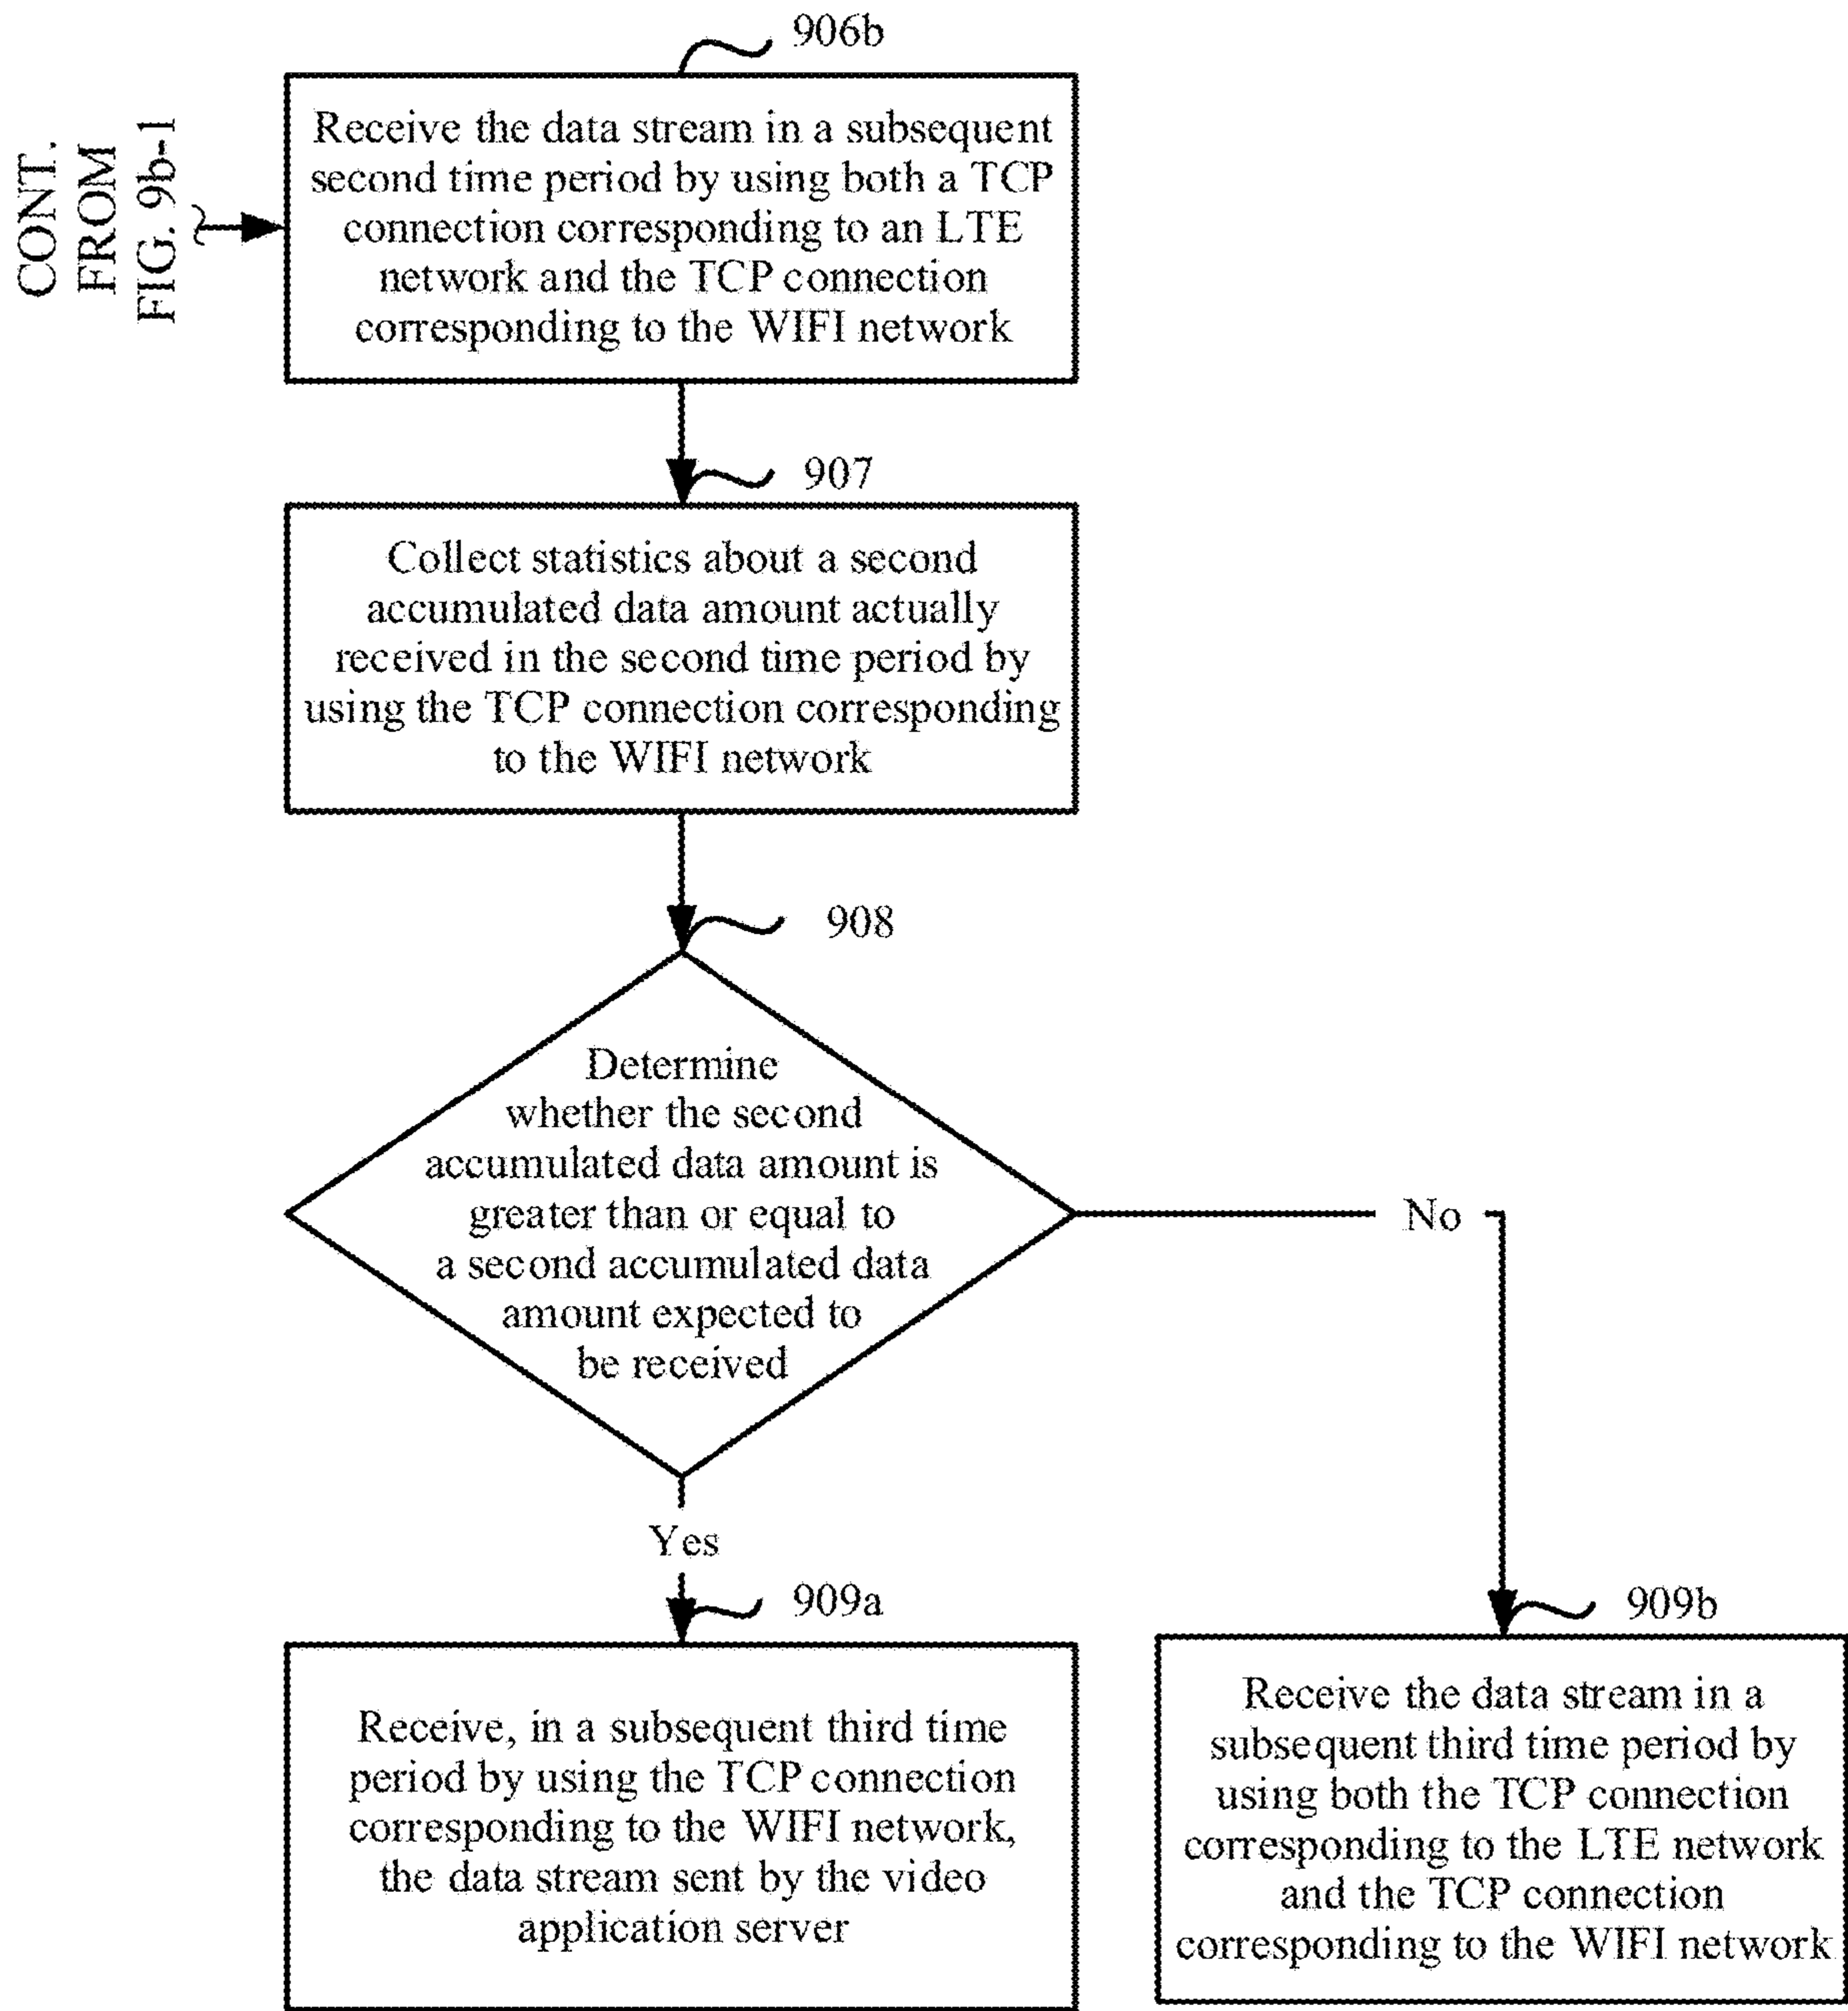 906b
CONT.
FROM
FIG. 9b-1
Receive the data stream in a subsequent
second time period by using both a TCP
connection corresponding to an LTE
network and the TCP connection
corresponding to the WIFI network
907
Collect statistics about a second
accumulated data amount actually
received in the second time period by
using the TCP connection corresponding
to the WIFI network
908
Determine
whether the second
accumulated data amount is
greater than or equal to
a second accumulated data
amount expected to
be received
No
Yes
909a
Receive, in a subsequent third time
period by using the TCP connection
corresponding to the WIFI network,
the data stream sent by the video
application server
909b
Receive the data stream in a
subsequent third time period by
using both the TCP connection
corresponding to the LTE network
and the TCP connection
corresponding to the WIFI network